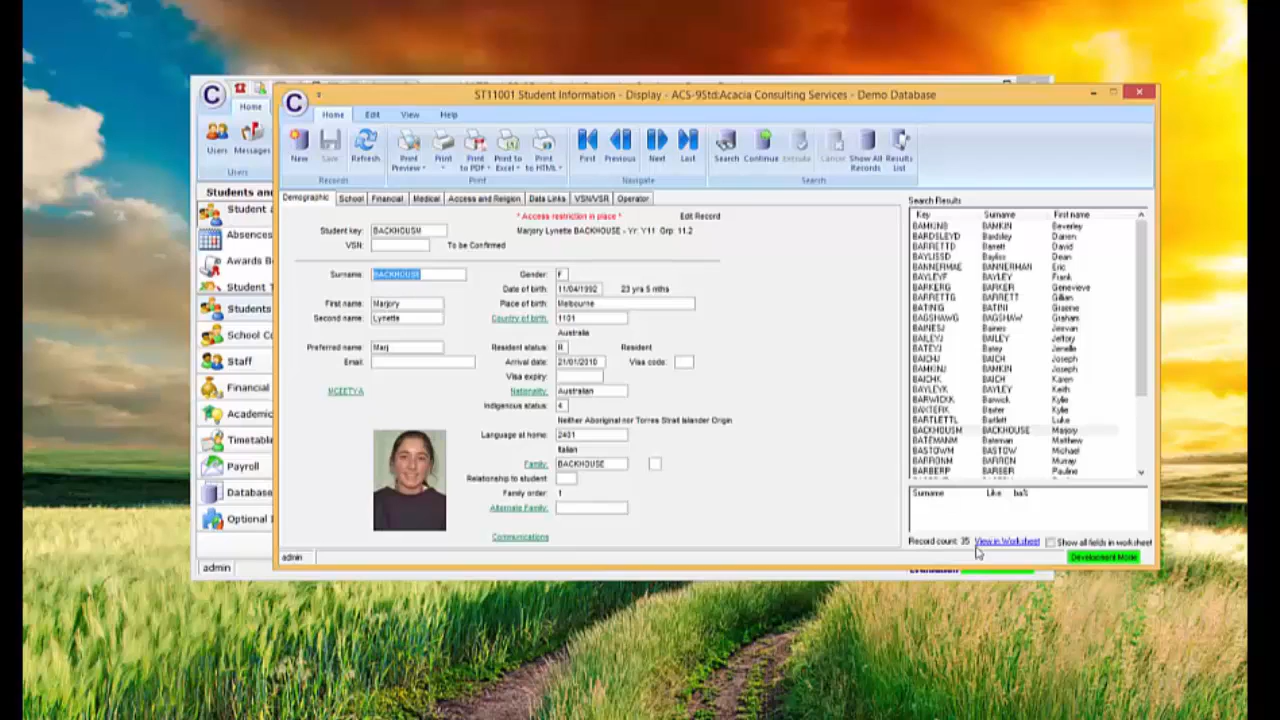 ST11001 Student Information - Display - ACS-9Std:Acacia Consulting Services - Demo Database
Home
Home Edit View Help
Users Messages
Users
New Save Refresh Print Preview Print Print to PDF Print to Excel Print to HTML First Previous Next Last Search Continue Execute Cancel Show All Records Results List
Records Print Navigate Search
Students and
Student a
Absences
Awards B
Student T
Students
School Co
Staff
Financial
Academic
Timetable
Payroll
Database
Optional I
admin
Demographic School Financial Medical Access and Religion Data Links VSN/VSR Operator
* Access restriction in place * Edit Record
Student key: BACKHOUSM Marjory Lynette BACKHOUSE - Yr: Y11 Grp: 11.2
VSN: To be Confirmed
Surname: BACKHOUSE Gender: F
Date of birth: 11/04/1992 23 yrs 5 mths
First name: Marjory Place of birth: Melbourne
Second name: Lynette Country of birth: 1101
Australia
Preferred name: Marj Resident status: R Resident
Email: Arrival date: 21/01/2010 Visa code:
Visa expiry:
MCEETYA Nationality: Australian
Indigenous status: 4
Neither Aboriginal nor Torres Strait Islander Origin
Language at home: 2401
Italian
Family: BACKHOUSE
Relationship to student
Family order: 1
Alternate Family:
Communications
admin
Search Results
Key Surname First name
BAMKINB BAMKIN Beverley
BARDSLEYD Bardsley Darren
BARRETTD Barrett David
BAYLISSD Bayliss Dean
BANNERMAE BANNERMAN Eric
BAYLEYF BAYLEY Frank
BARKERG BARKER Genevieve
BARRETTG BARRETT Gillian
BATINIG BATINI Graeme
BAGSHAWG BAGSHAW Graham
BAINESJ Baines Jeevan
BAILEYJ BAILEY Jeffory
BATEYJ Batey Janelle
BAICHJ BAICH Joseph
BAMKINJ BAMKIN Joseph
BAICHK BAICH Karen
BAYLEYK BAYLEY Keith
BARWICKK Barwick Kylie
BAXTERK Baxter Kylie
BARTLETTL Bartlett Luke
BACKHOUSM BACKHOUSE Marjory
BATEMANM Bateman Matthew
BASTOWM BASTOW Michael
BARRONM BARRON Murray
BARBERP BARBER Pauline
Surname Like ba%
Record count: 35 View in Worksheet Show all fields in worksheet
Development Mode